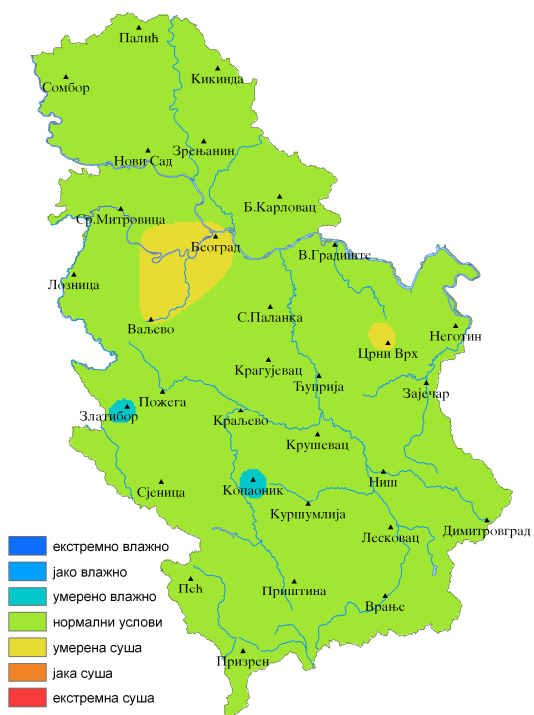 Палић
Кикинда
Сомбор
Зрењанин
Нови Сад
Б.Карловац
Ср.Митровица
Београд
В.Градиште
Лозница
С.Паланка
Ваљево
Неготин
Црни Врх
Крагујевац
Ћуприја
Зајечар
Пожега
Златибор
Краљево
Крушевац
Ниш
Сјеница
Копаоник
Куршумлија
Димитровград
Лесковац
Пећ
Приштина
Врање
Призрен
екстремно влажно
јако влажно
умерено влажно
нормални услови
умерена суша
јака суша
екстремна суша